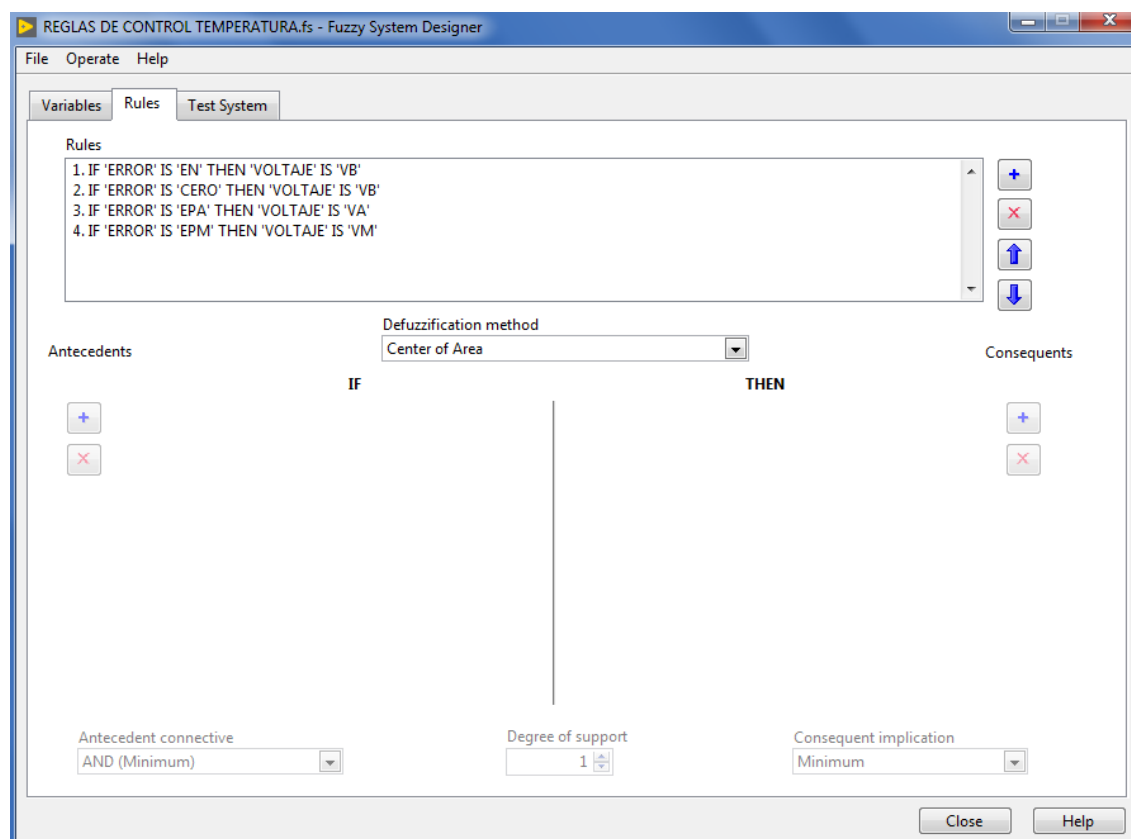 REGLAS DE CONTROL TEMPERATURA.fs - Fuzzy System Designer
File Operate Help
Variables Rules Test System
Rules
1. IF 'ERROR' IS 'EN' THEN 'VOLTAJE' IS 'VB'
2. IF 'ERROR' IS 'CERO' THEN 'VOLTAJE' IS 'VB'
3. IF 'ERROR' IS 'EPA' THEN 'VOLTAJE' IS 'VA'
4. IF 'ERROR' IS 'EPM' THEN 'VOLTAJE' IS 'VM'
Defuzzification method
Center of Area
Antecedents
Consequents
IF
THEN
Antecedent connective
AND (Minimum)
Degree of support
1
Consequent implication
Minimum
Close Help